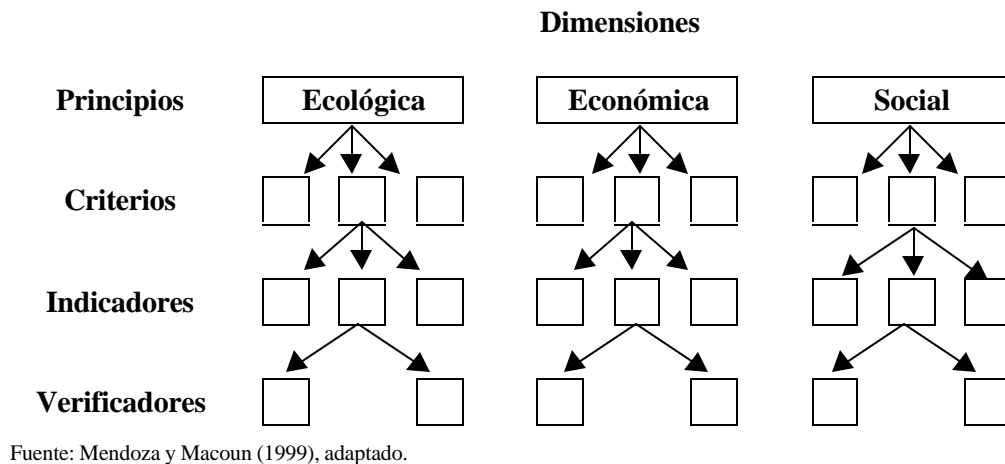 Dimensiones
Principios Ecológica Económica Social
Criterios
Indicadores
Verificadores
Fuente: Mendoza y Macoun (1999), adaptado.